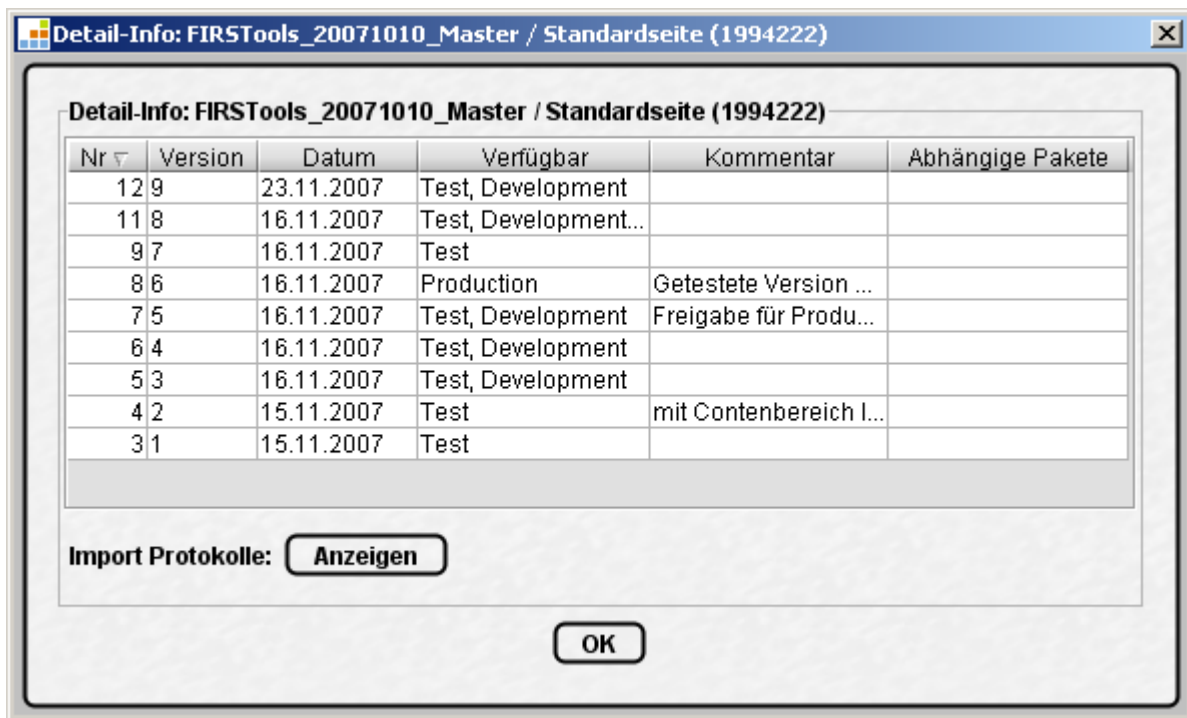 Detail-Info: FIRSTools_20071010_Master / Standardseite (1994222)
Detail-Info: FIRSTools_20071010_Master / Standardseite (1994222)
Nr Version Datum Verfügbar Kommentar Abhängige Pakete
12 9 23.11.2007 Test, Development
11 8 16.11.2007 Test, Development...
9 7 16.11.2007 Test
8 6 16.11.2007 Production Getestete Version ...
7 5 16.11.2007 Test, Development Freigabe für Produ...
6 4 16.11.2007 Test, Development
5 3 16.11.2007 Test, Development
4 2 15.11.2007 Test mit Contenbereich I...
3 1 15.11.2007 Test
Import Protokolle: Anzeigen
OK